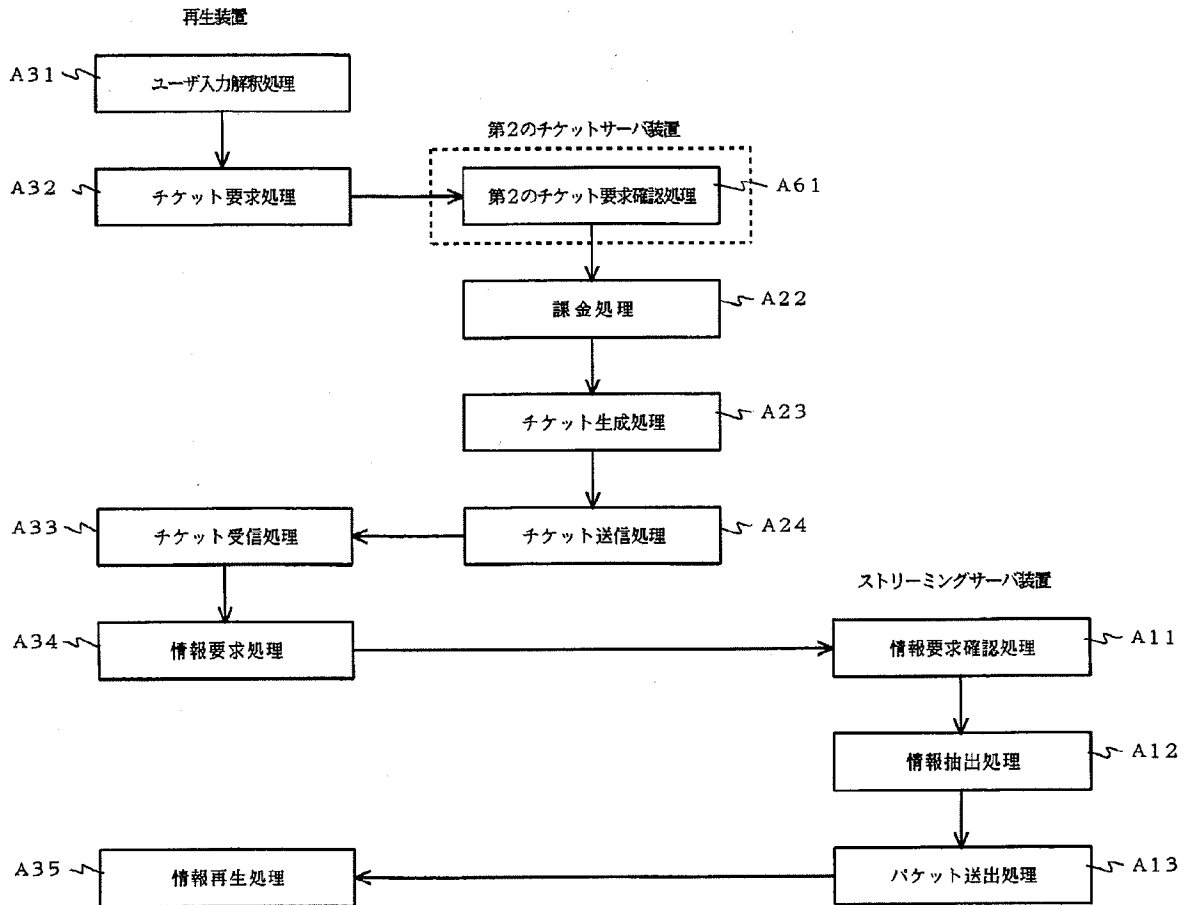 再生装置
A31
ユーザ入力解釈処理
第2のチケットサーバ装置
A32
チケット要求処理
第2のチケット要求確認処理
A61
課金処理
A22
チケット生成処理
A23
A33
チケット受信処理
チケット送信処理
A24
ストリーミングサーバ装置
A34
情報要求処理
情報要求確認処理
A11
情報抽出処理
A12
A35
情報再生処理
パケット送出処理
A13